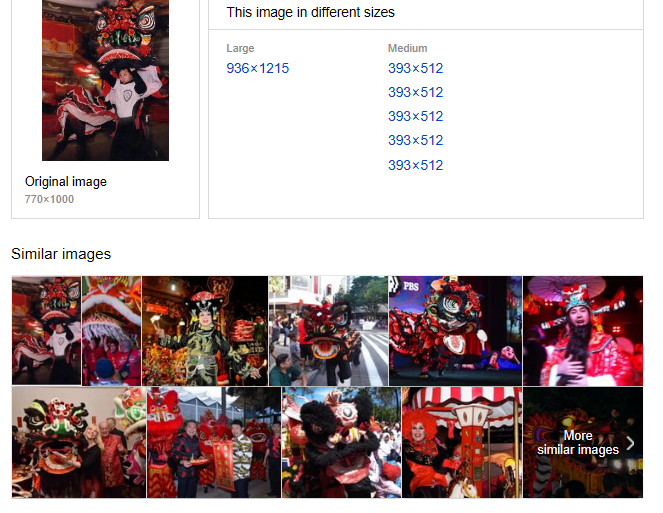 This image in different sizes
Large
Medium
936×1215
393×512
393×512
393×512
393×512
393×512
Original image
770×1000
Similar images
PBS
More
similar images